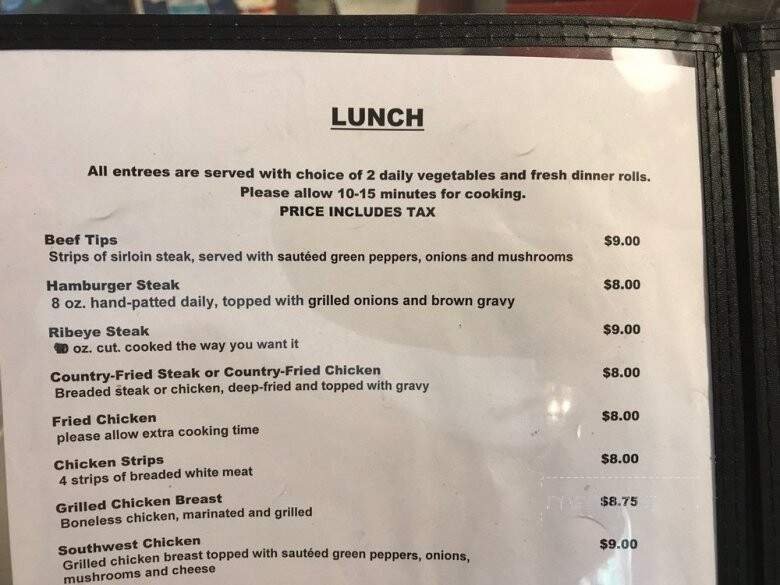 LUNCH
All entrees are served with choice of 2 daily vegetables and fresh dinner rolls.
Please allow 10-15 minutes for cooking.
PRICE INCLUDES TAX
Beef Tips $9.00
Strips of sirloin steak, served with sautéed green peppers, onions and mushrooms
Hamburger Steak $8.00
8 oz. hand-patted daily, topped with grilled onions and brown gravy
Ribeye Steak $9.00
oz. cut. cooked the way you want it
Country-Fried Steak or Country-Fried Chicken $8.00
Breaded steak or chicken, deep-fried and topped with gravy
Fried Chicken $8.00
please allow extra cooking time
Chicken Strips $8.00
4 strips of breaded white meat
Grilled Chicken Breast $8.75
Boneless chicken, marinated and grilled
Southwest Chicken $9.00
Grilled chicken breast topped with sautéed green peppers, onions,
mushrooms and cheese